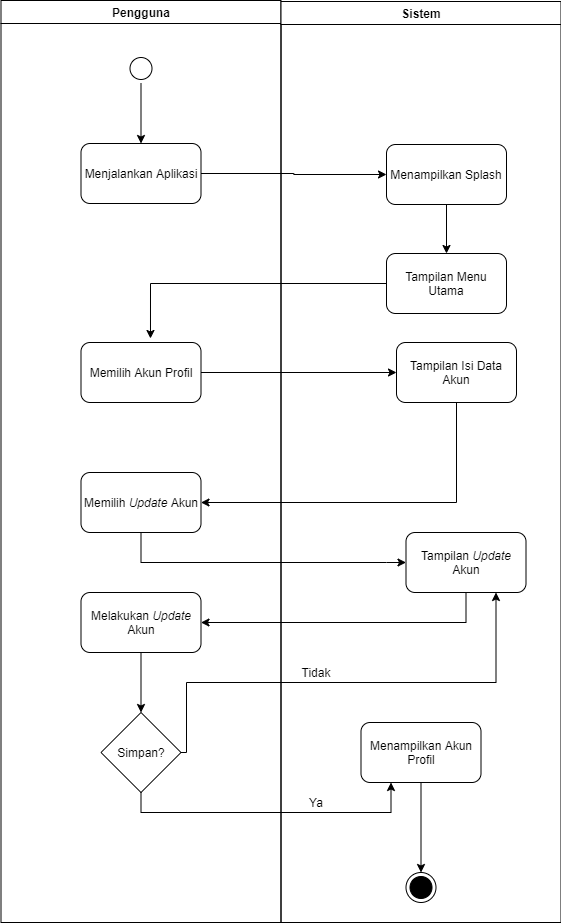 Pengguna
Sistem
Menjalankan Aplikasi
Menampilkan Splash
Tampilan Menu
Utama
Memilih Akun Profil
Tampilan Isi Data
Akun
Memilih Update Akun
Tampilan Update
Akun
Melakukan Update
Akun
Tidak
Simpan?
Menampilkan Akun
Profil
Ya